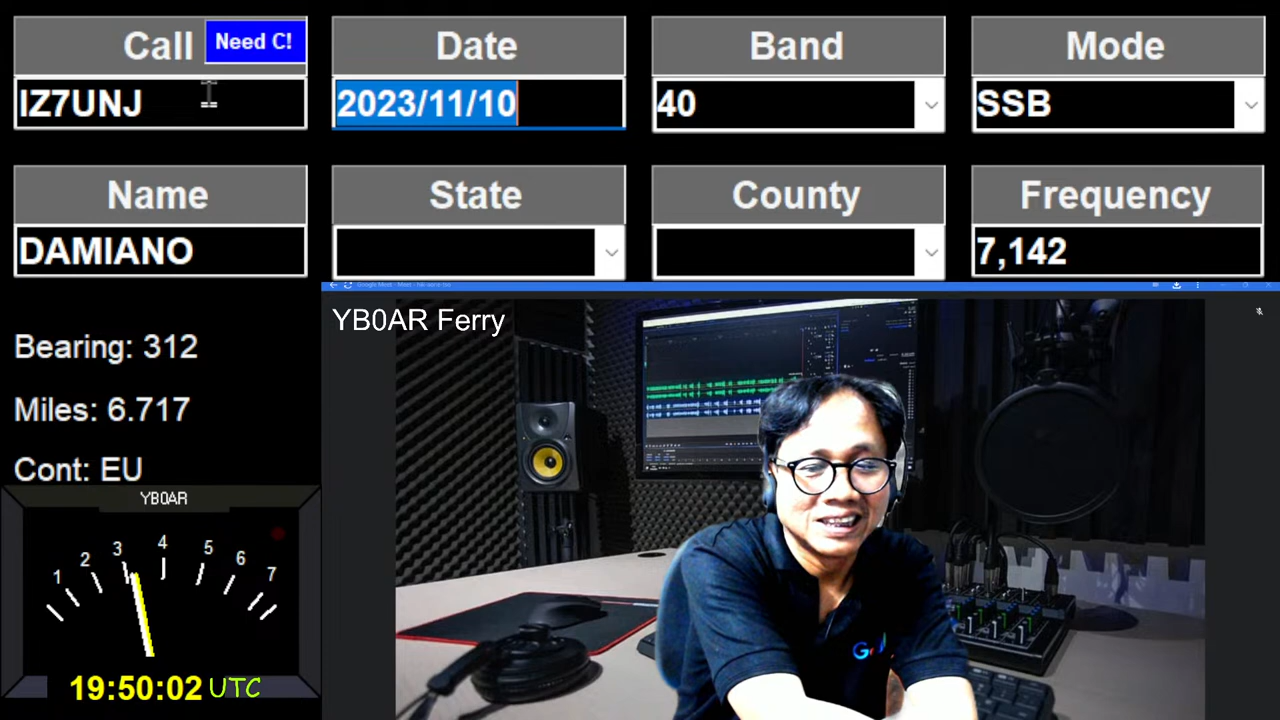 Call Need C! Date Band Mode
IZ7UNJ 2023/11/10 40 SSB
Name State County Frequency
DAMIANO 7,142
YB0AR Ferry
Bearing: 312
Miles: 6.717
Cont: EU
YB0AR
1 2 3 4 5 6 7
19:50:02 UTC